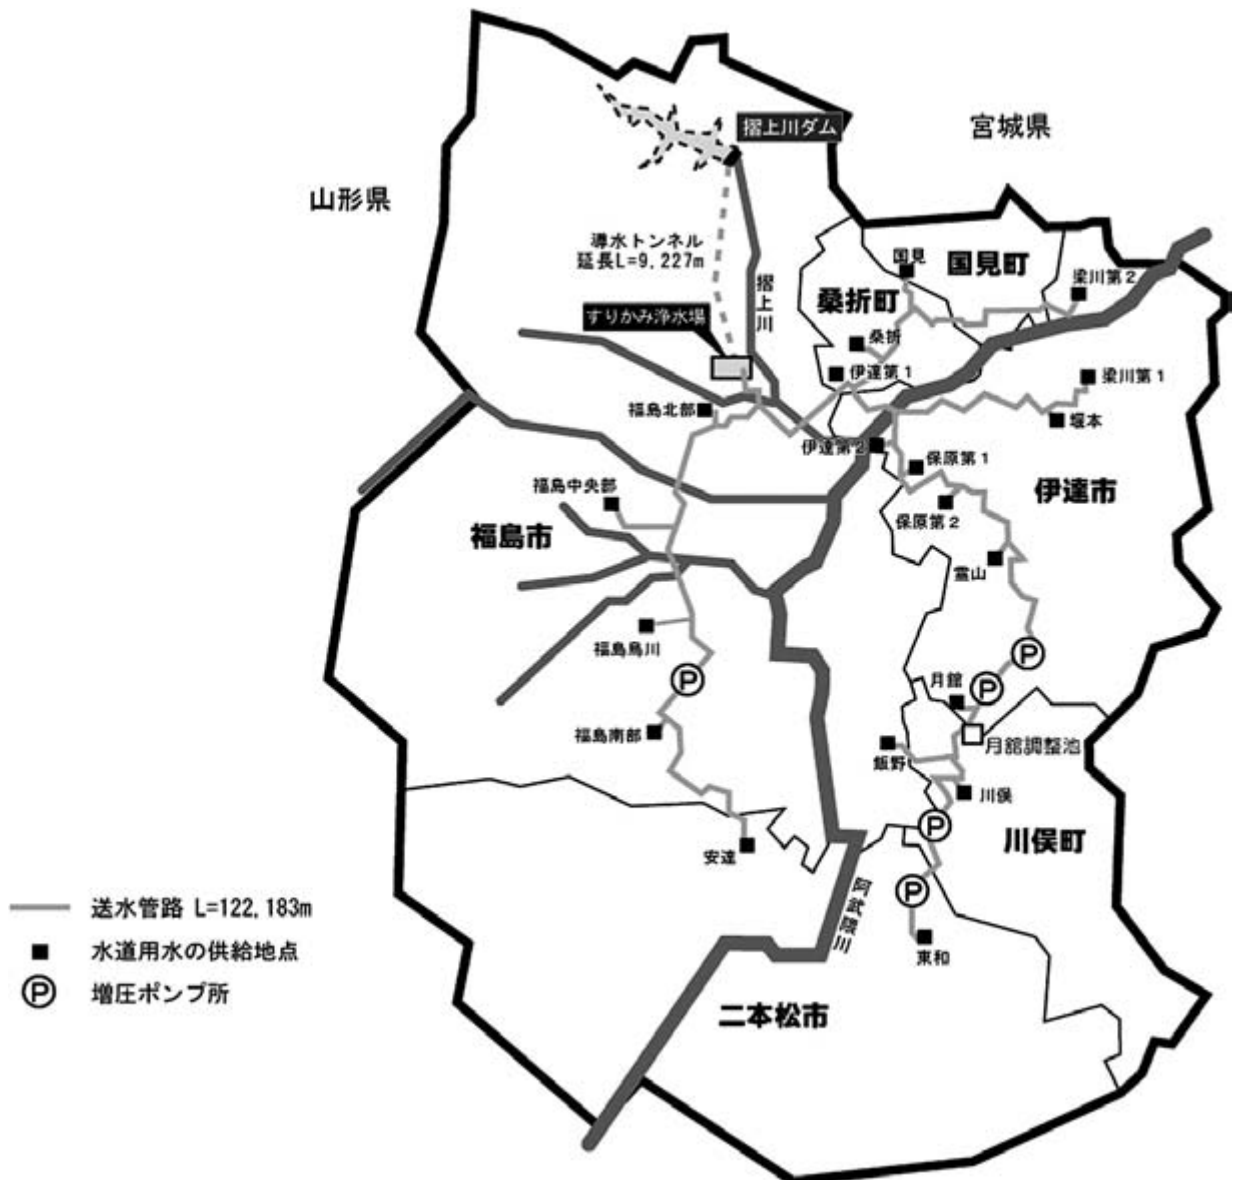 宮城県
摺上川ダム
山形県
導水トンネル
延長L=9,227m
摺上川
国見
国見町
梁川第2
桑折町
すりかみ浄水場
桑折
伊達第1
梁川第1
福島北部
堀本
伊達第2
保原第1
福島中央部
伊達市
保原第2
福島市
霊山
福島鳥川
P
P
月舘
P
福島南部
月舘調整池
飯野
川俣
P
川俣町
安達
P
阿武隈川
送水管路 L=122,183m
水道用水の供給地点
東和
P
増圧ポンプ所
二本松市